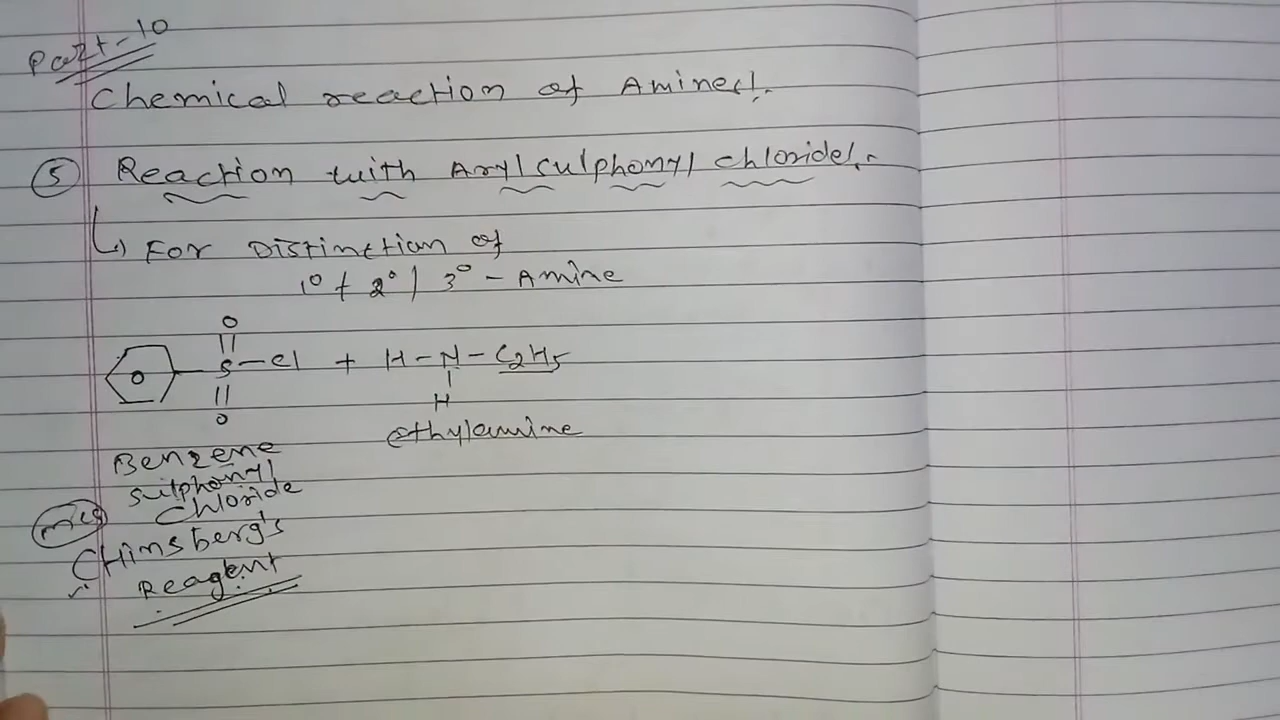 Part-10
Chemical reaction of Amines!.
5 Reaction with Arylsulphonyl chloride!.-
↳ For Distinction of
1° / 2° / 3° - Amine
O
S-Cl + H-N-C2H5
O H
ethylamine
Benzene
Sulphonyl
Chloride
mcq
(Hinsberg's
Reagent